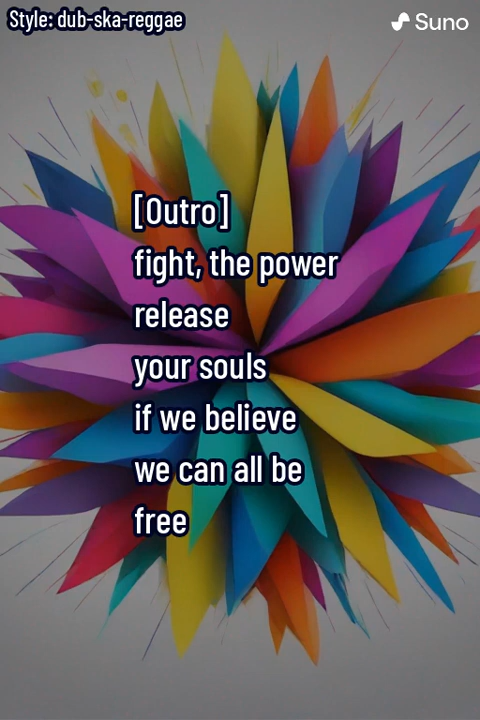 Style: dub-ska-reggae
Suno
[Outro]
fight, the power
release
your souls
if we believe
we can all be
free